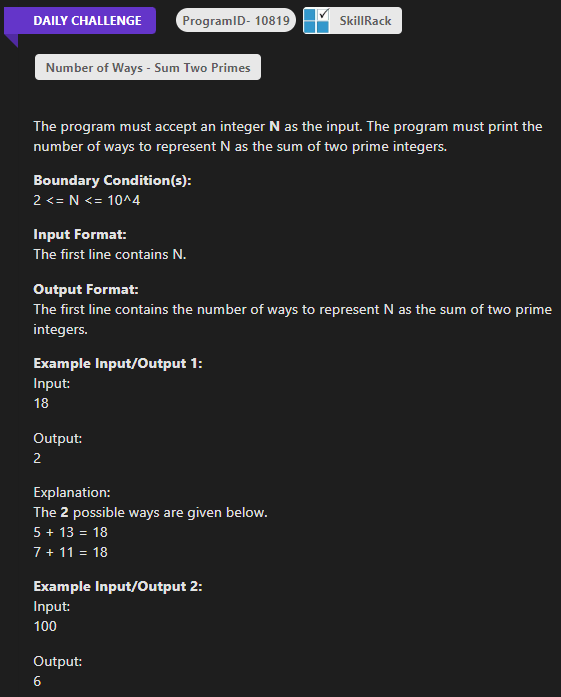 DAILY CHALLENGE
ProgramID- 10819
SkillRack
Number of Ways - Sum Two Primes
The program must accept an integer N as the input. The program must print the
number of ways to represent N as the sum of two prime integers.
Boundary Condition(s):
2 <= N <= 10^4
Input Format:
The first line contains N.
Output Format:
The first line contains the number of ways to represent N as the sum of two prime
integers.
Example Input/Output 1:
Input:
18
Output:
2
Explanation:
The 2 possible ways are given below.
5 + 13 = 18
7 + 11 = 18
Example Input/Output 2:
Input:
100
Output:
6